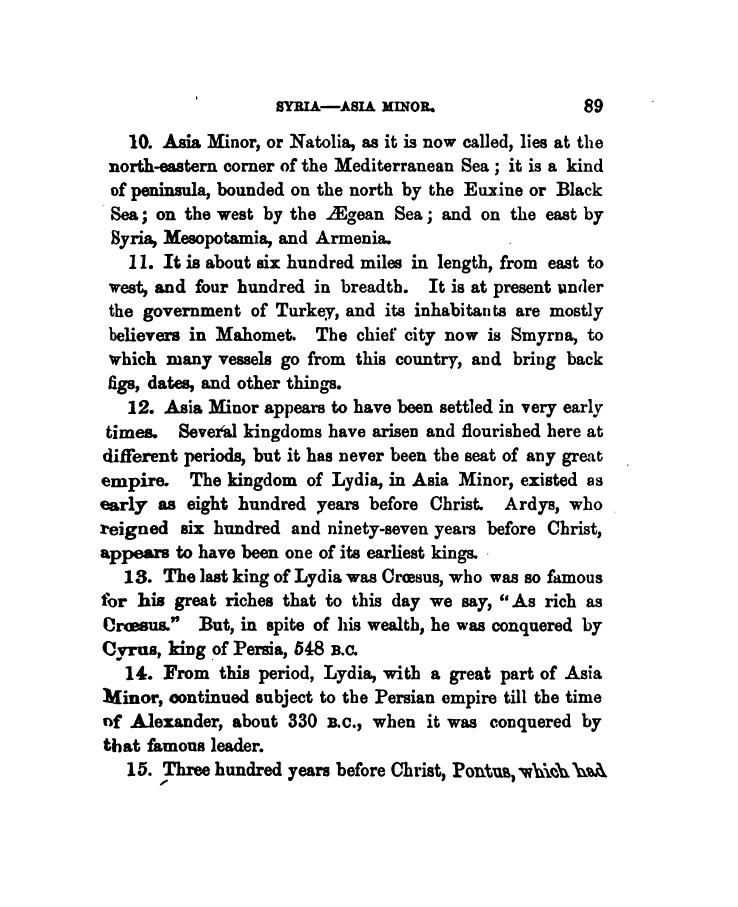 SYRIA—ASIA MINOR. 89
10. Asia Minor, or Natolia, as it is now called, lies at the
north-eastern corner of the Mediterranean Sea; it is a kind
of peninsula, bounded on the north by the Euxine or Black
Sea; on the west by the Ægean Sea; and on the east by
Syria, Mesopotamia, and Armenia.
11. It is about six hundred miles in length, from east to
west, and four hundred in breadth. It is at present under
the government of Turkey, and its inhabitants are mostly
believers in Mahomet. The chief city now is Smyrna, to
which many vessels go from this country, and bring back
figs, dates, and other things.
12. Asia Minor appears to have been settled in very early
times. Several kingdoms have arisen and flourished here at
different periods, but it has never been the seat of any great
empire. The kingdom of Lydia, in Asia Minor, existed as
early as eight hundred years before Christ. Ardys, who
reigned six hundred and ninety-seven years before Christ,
appears to have been one of its earliest kings.
13. The last king of Lydia was Crœsus, who was so famous
for his great riches that to this day we say, "As rich as
Crœsus." But, in spite of his wealth, he was conquered by
Cyrus, king of Persia, 548 B.C.
14. From this period, Lydia, with a great part of Asia
Minor, continued subject to the Persian empire till the time
of Alexander, about 330 B.C., when it was conquered by
that famous leader.
15. Three hundred years before Christ, Pontus, which had